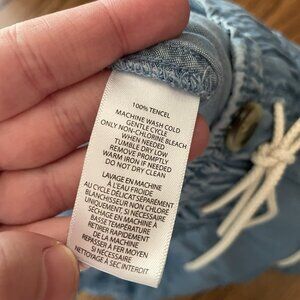 100% TENCEL
MACHINE WASH COLD
GENTLE CYCLE
ONLY NON-CHLORINE BLEACH
WHEN NEEDED
TUMBLE DRY LOW
REMOVE PROMPTLY
WARM IRON IF NEEDED
DO NOT DRY CLEAN
LAVAGE EN MACHINE
À L'EAU FROIDE
AU CYCLE DÉLICAT SÉPARÉMENT
BLANCHISSEUR NON CHLORE
UNIQUEMENT SI NÉCESSAIRE
SÉCHAGE EN MACHINE À
BASSE TEMPÉRATURE
RETIRER RAPIDEMENT
DE LA MACHINE
REPASSER À FER MOYEN
SI NÉCESSAIRE
NETTOYAGE À SEC INTERDIT